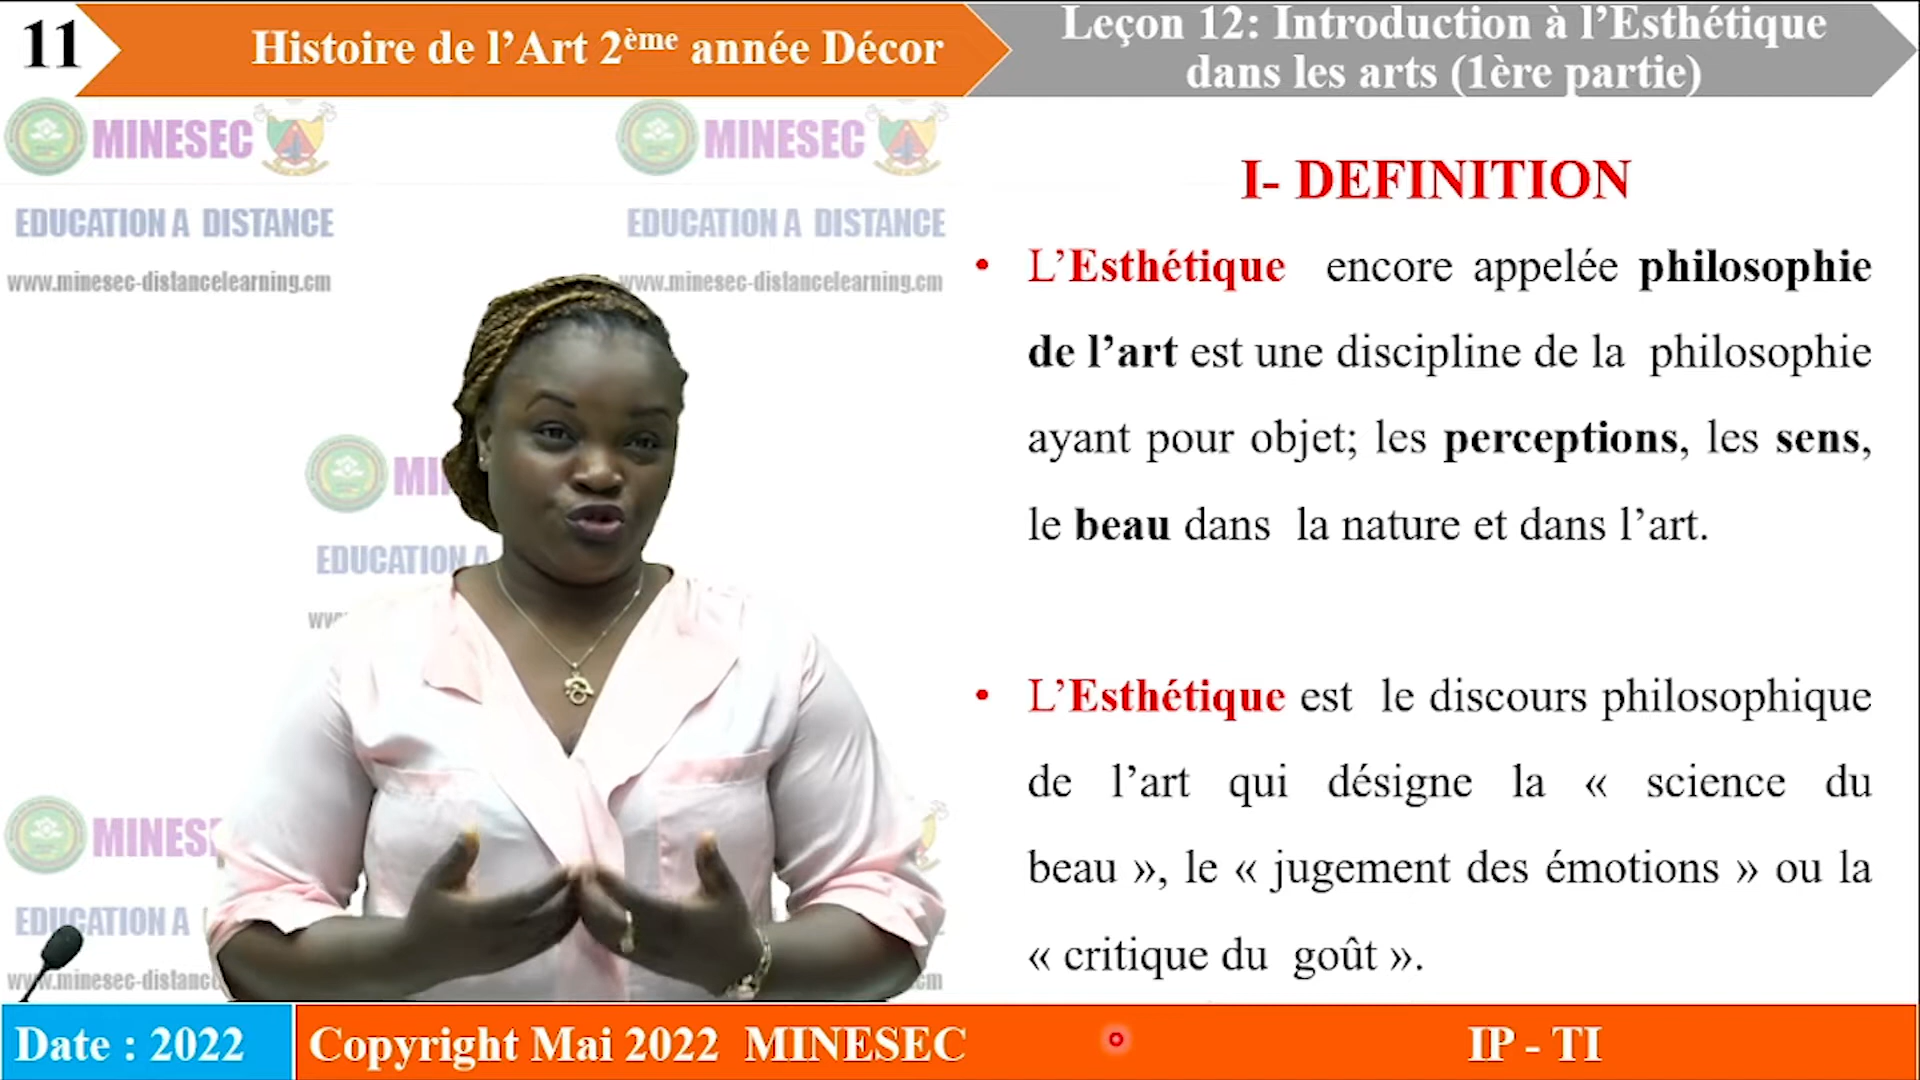 11
Histoire de l’Art 2ème année Décor
Leçon 12: Introduction à l’Esthétique
dans les arts (1ère partie)
MINESEC
MINESEC
EDUCATION A DISTANCE
EDUCATION A DISTANCE
www.minesec-distancelearning.cm
www.minesec-distancelearning.cm
I- DEFINITION
• L’Esthétique encore appelée philosophie
de l’art est une discipline de la philosophie
ayant pour objet; les perceptions, les sens,
le beau dans la nature et dans l’art.
EDUCATION A
• L’Esthétique est le discours philosophique
de l’art qui désigne la « science du
beau », le « jugement des émotions » ou la
« critique du goût ».
EDUCATION A
Date : 2022
Copyright Mai 2022 MINESEC
IP - TI